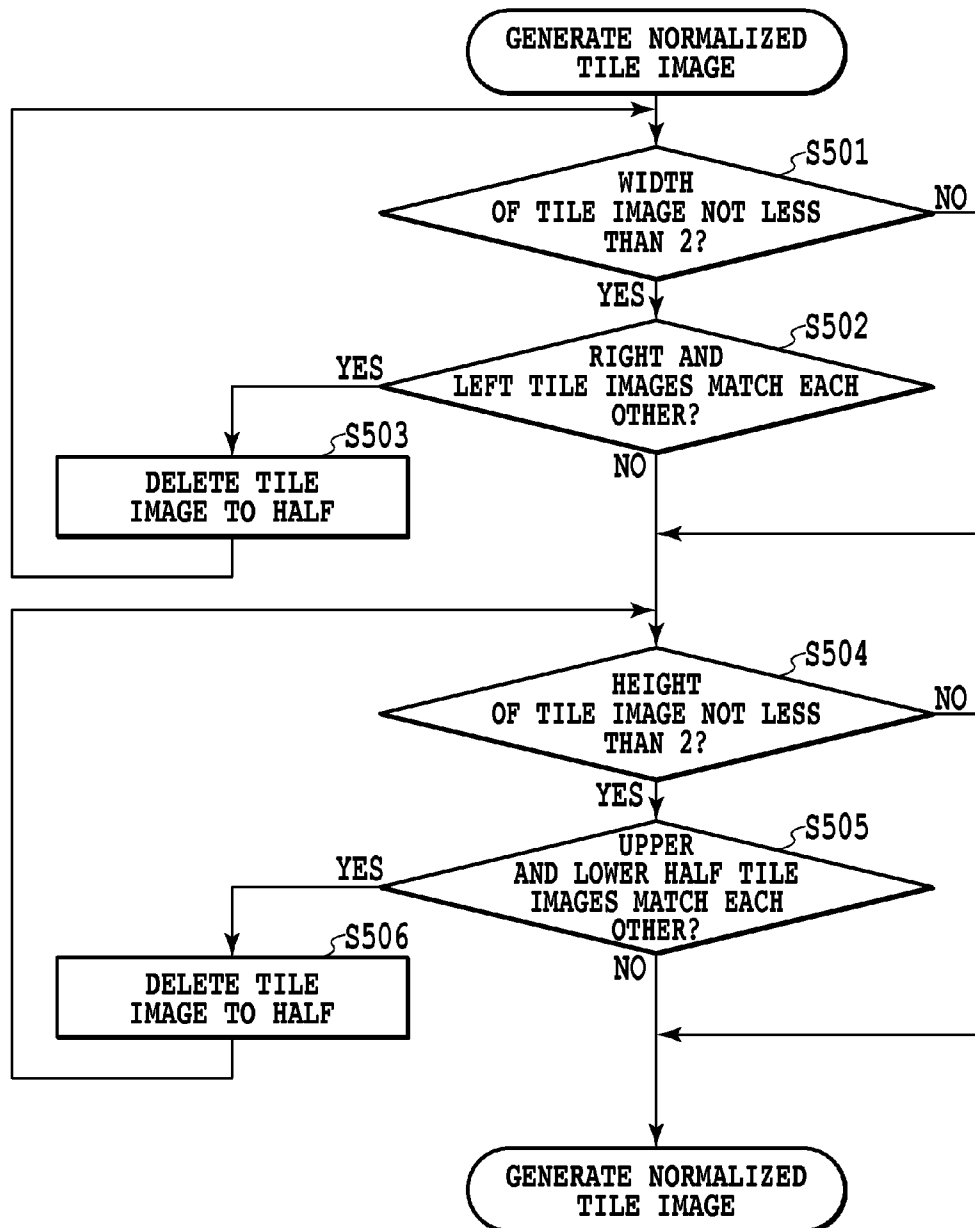 GENERATE NORMALIZED
TILE IMAGE
S501
WIDTH
OF TILE IMAGE NOT LESS
THAN 2?
NO
YES
S502
RIGHT AND
LEFT TILE IMAGES MATCH EACH
OTHER?
YES
NO
S503
DELETE TILE
IMAGE TO HALF
S504
HEIGHT
OF TILE IMAGE NOT LESS
THAN 2?
NO
YES
S505
UPPER
AND LOWER HALF TILE
IMAGES MATCH EACH
OTHER?
YES
NO
S506
DELETE TILE
IMAGE TO HALF
GENERATE NORMALIZED
TILE IMAGE